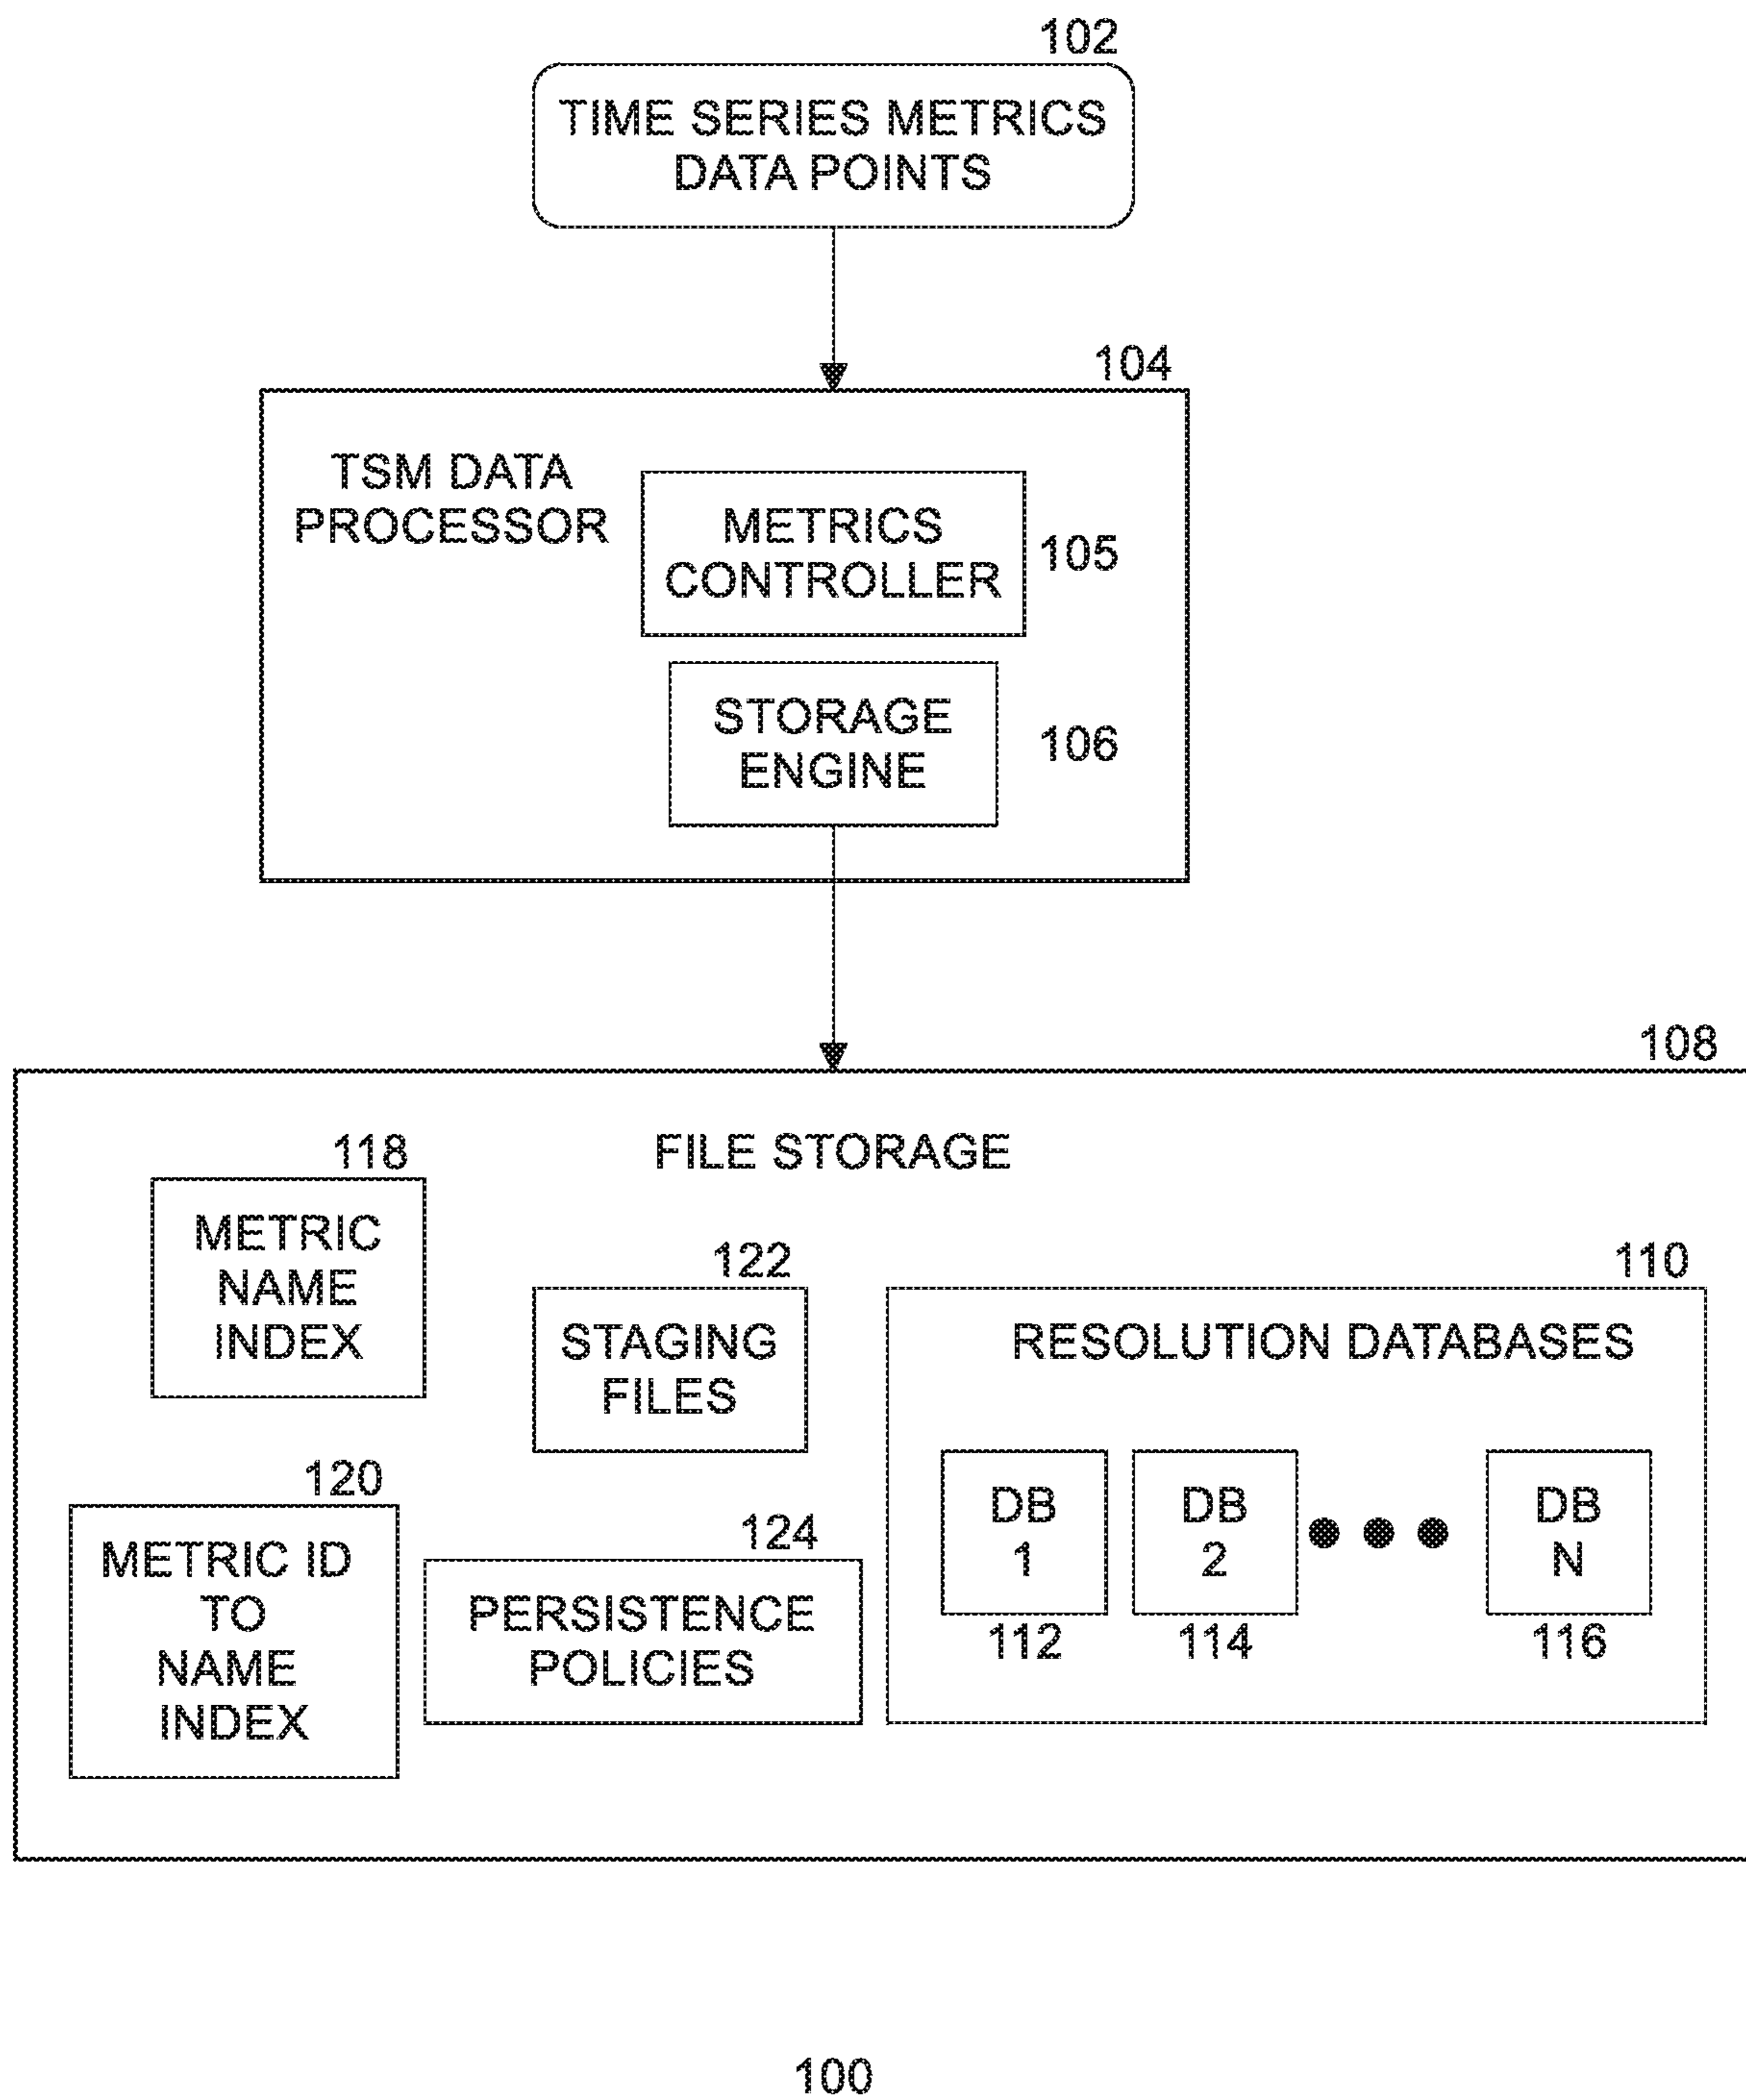 102
TIME SERIES METRICS
DATA POINTS
104
TSM DATA
PROCESSOR
METRICS
CONTROLLER
105
STORAGE
ENGINE
106
108
FILE STORAGE
118
METRIC
NAME
INDEX
122
STAGING
FILES
110
RESOLUTION DATABASES
120
METRIC ID
TO
NAME
INDEX
124
PERSISTENCE
POLICIES
DB
1
112
DB
2
114
DB
N
116
100